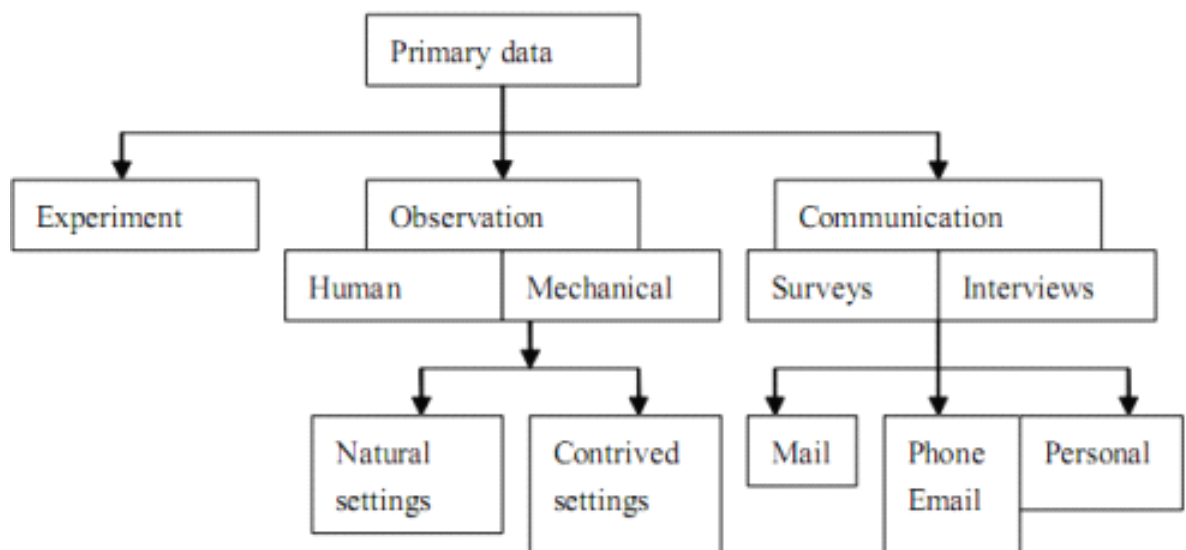 Primary data
Experiment
Observation
Communication
Human
Mechanical
Surveys
Interviews
Natural
settings
Contrived
settings
Mail
Phone
Email
Personal